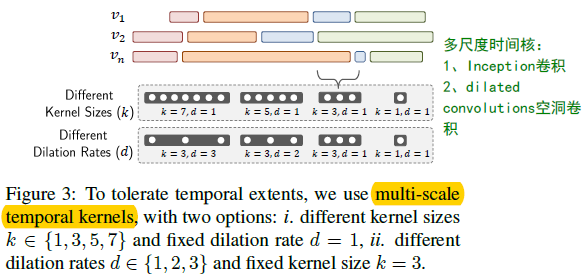 v1
v2
vn
Different
Kernel Sizes (k)
k = 7, d = 1 k = 5, d = 1 k = 3, d = 1 k = 1, d = 1
Different
Dilation Rates (d)
k = 3, d = 3 k = 3, d = 2 k = 3, d = 1 k = 1, d = 1
多尺度时间核：
1、Inception卷积
2、dilated
convolutions空洞卷
积
Figure 3: To tolerate temporal extents, we use multi-scale
temporal kernels, with two options: i. different kernel sizes
k ∈ {1, 3, 5, 7} and fixed dilation rate d = 1, ii. different
dilation rates d ∈ {1, 2, 3} and fixed kernel size k = 3.